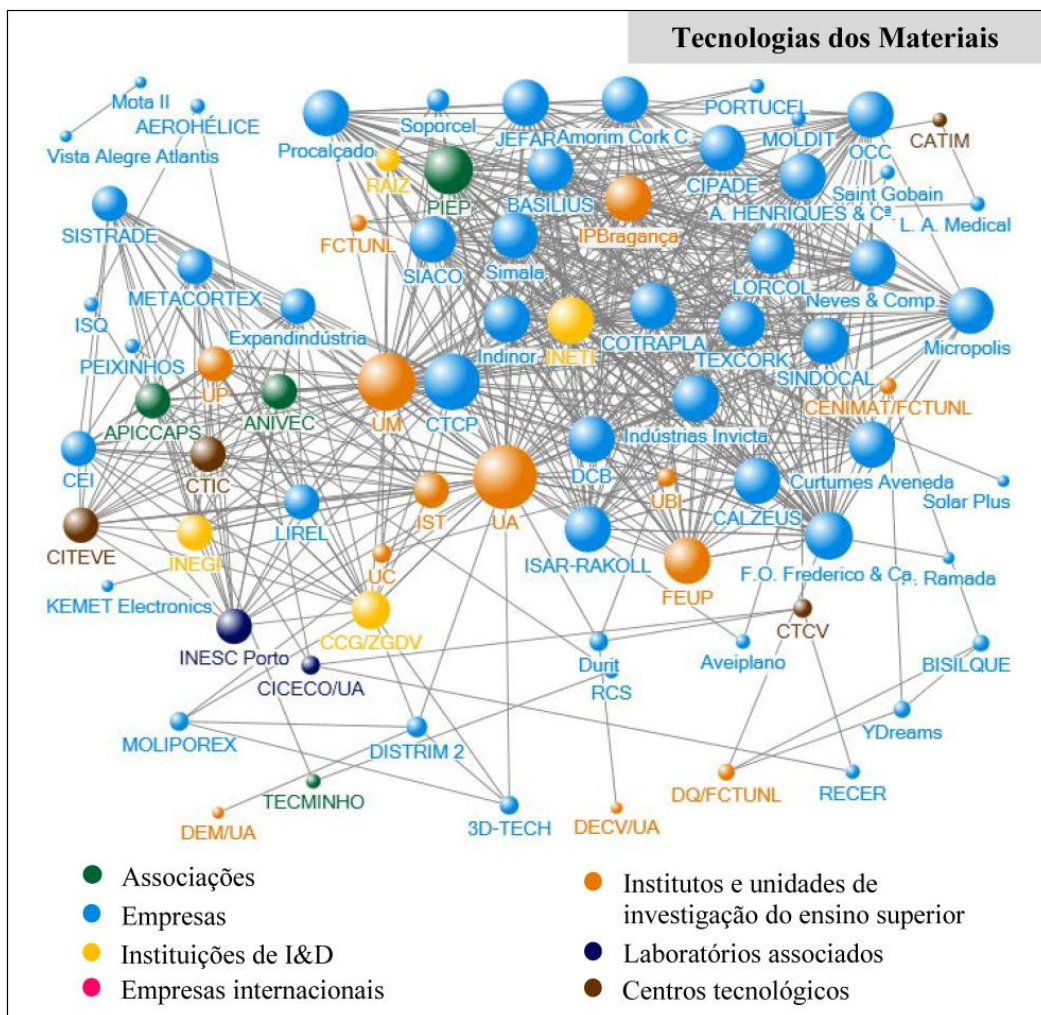 Tecnologias dos Materiais
Mota II
AEROHÉLICE
Vista Alegre Atlantis
Soporcel
PORTUCEL
Procalçado
JEFAR
Amorim Cork C.
MOLDIT
OCC
CATIM
RAIZ
PIEP
BASILIUS
CIPADE
Saint Gobain
A. HENRIQUES & Cª
L. A. Medical
SISTRADE
FCTUNL
IPBragança
SIACO
Simala
LORCOL
Neves & Comp.
METACORTEX
ISQ
Expandindústria
Indinor
INETI
COTRAPLA
TEXCORK
Micropolis
PEIXINHOS
SINDOCAL
UP
ANIVEC
UM
CTCP
CENIMAT/FCTUNL
APICCAPS
Indústrias Invicta
CEI
CTIC
DCB
Curtumes Aveneda
UBI
Solar Plus
LIREL
IST
UA
CALZEUS
CITEVE
INEGI
ISAR-RAKOLL
UC
FEUP
F.O. Frederico & Ca.
. Ramada
KEMET Electronics
CTCV
INESC Porto
CCG/ZGDV
CICECO/UA
Durit
Aveiplano
BISILQUE
RCS
MOLIPOREX
DISTRIM 2
YDreams
TECMINHO
DQ/FCTUNL
RECER
DEM/UA
3D-TECH
DECV/UA
Associações
Empresas
Instituições de I&D
Empresas internacionais
Institutos e unidades de
investigação do ensino superior
Laboratórios associados
Centros tecnológicos